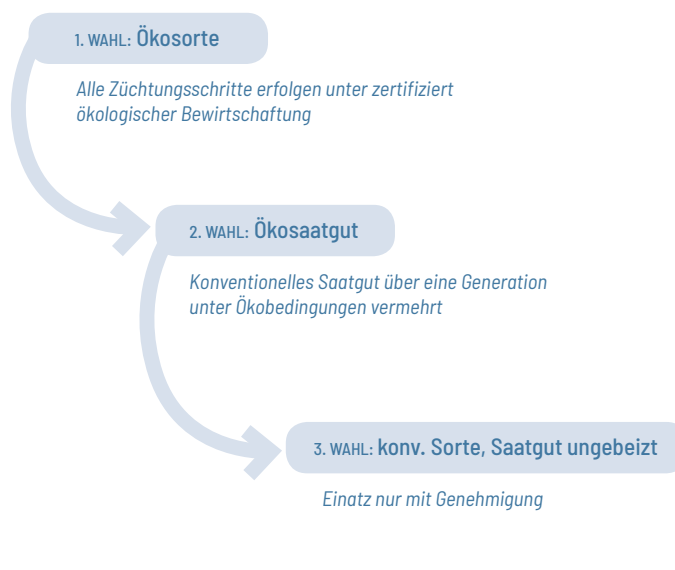 1. WAHL: Ökosorte
Alle Züchtungsschritte erfolgen unter zertifiziert
ökologischer Bewirtschaftung
2. WAHL: Ökosaatgut
Konventionelles Saatgut über eine Generation
unter Ökobedingungen vermehrt
3. WAHL: konv. Sorte, Saatgut ungebeizt
Einatz nur mit Genehmigung